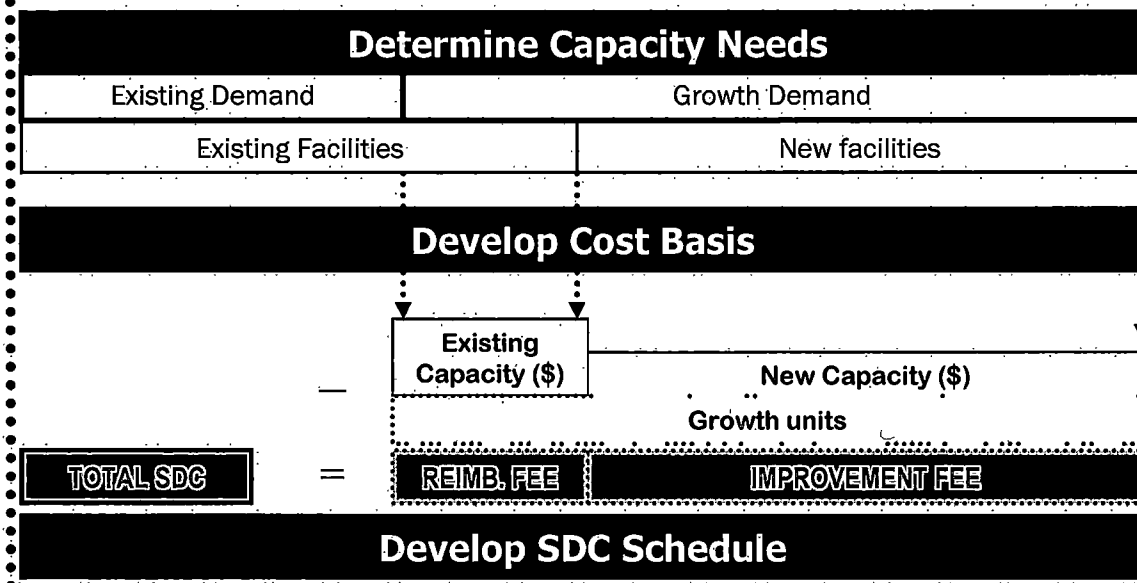 Determine Capacity Needs
Existing Demand Growth Demand
Existing Facilities New facilities
Develop Cost Basis
Existing
Capacity ($)
New Capacity ($)
—
Growth units
TOTAL SDC = REIMB. FEE IMPROVEMENT FEE
Develop SDC Schedule